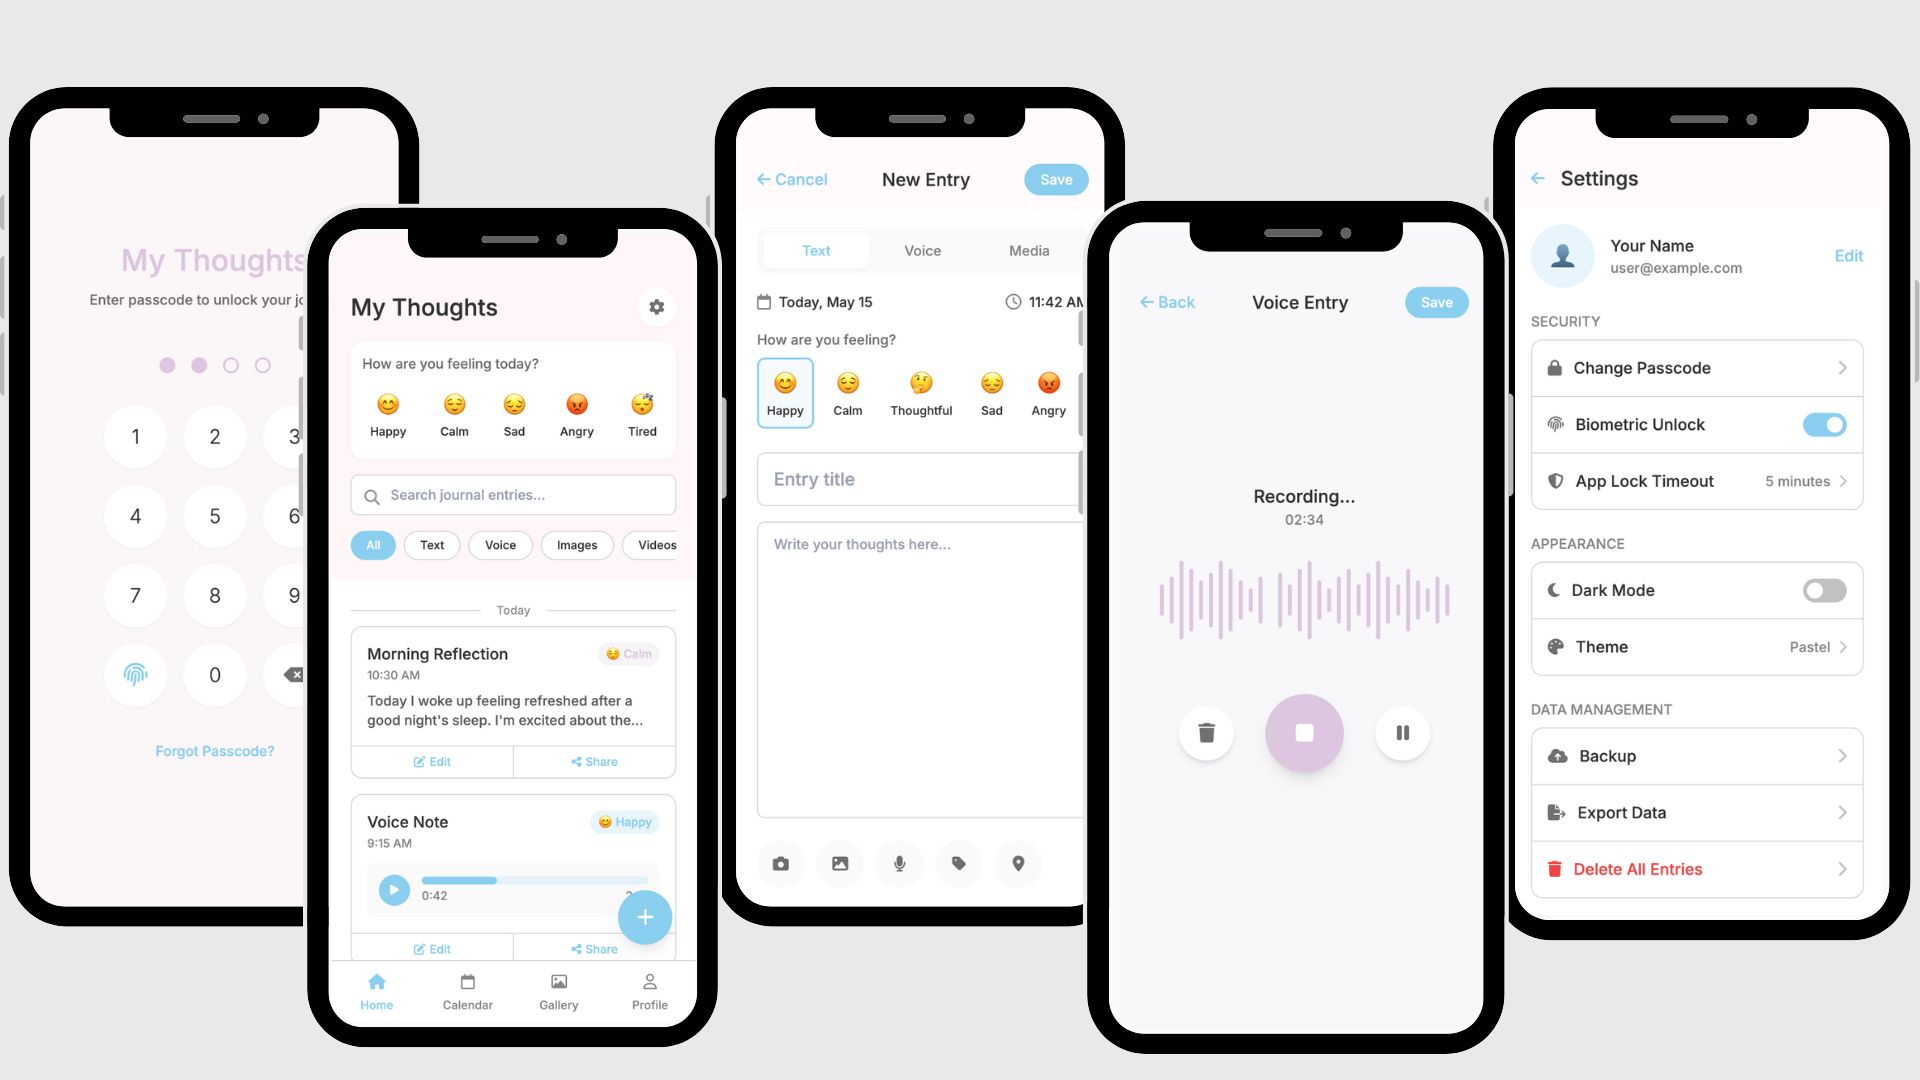 My Thoughts
Enter passcode to unlock your
1 2 3
4 5 6
7 8 9
0
Forgot Passcode?
My Thoughts
How are you feeling today?
Happy Calm Sad Angry Tired
Search journal entries...
All Text Voice Images Videos
Today
Morning Reflection
Calm
10:30 AM
Today I woke up feeling refreshed after a
good night's sleep. I'm excited about the...
Edit Share
Voice Note
Happy
9:15 AM
0:42
Edit Share
Home Calendar Gallery Profile
Cancel New Entry Save
Text Voice Media
Today, May 15 11:42 AM
How are you feeling?
Happy Calm Thoughtful Sad Angry
Entry title
Write your thoughts here...
Back Voice Entry Save
Recording...
02:34
Settings
Your Name
user@example.com
Edit
SECURITY
Change Passcode
Biometric Unlock
App Lock Timeout 5 minutes
APPEARANCE
Dark Mode
Theme Pastel
DATA MANAGEMENT
Backup
Export Data
Delete All Entries